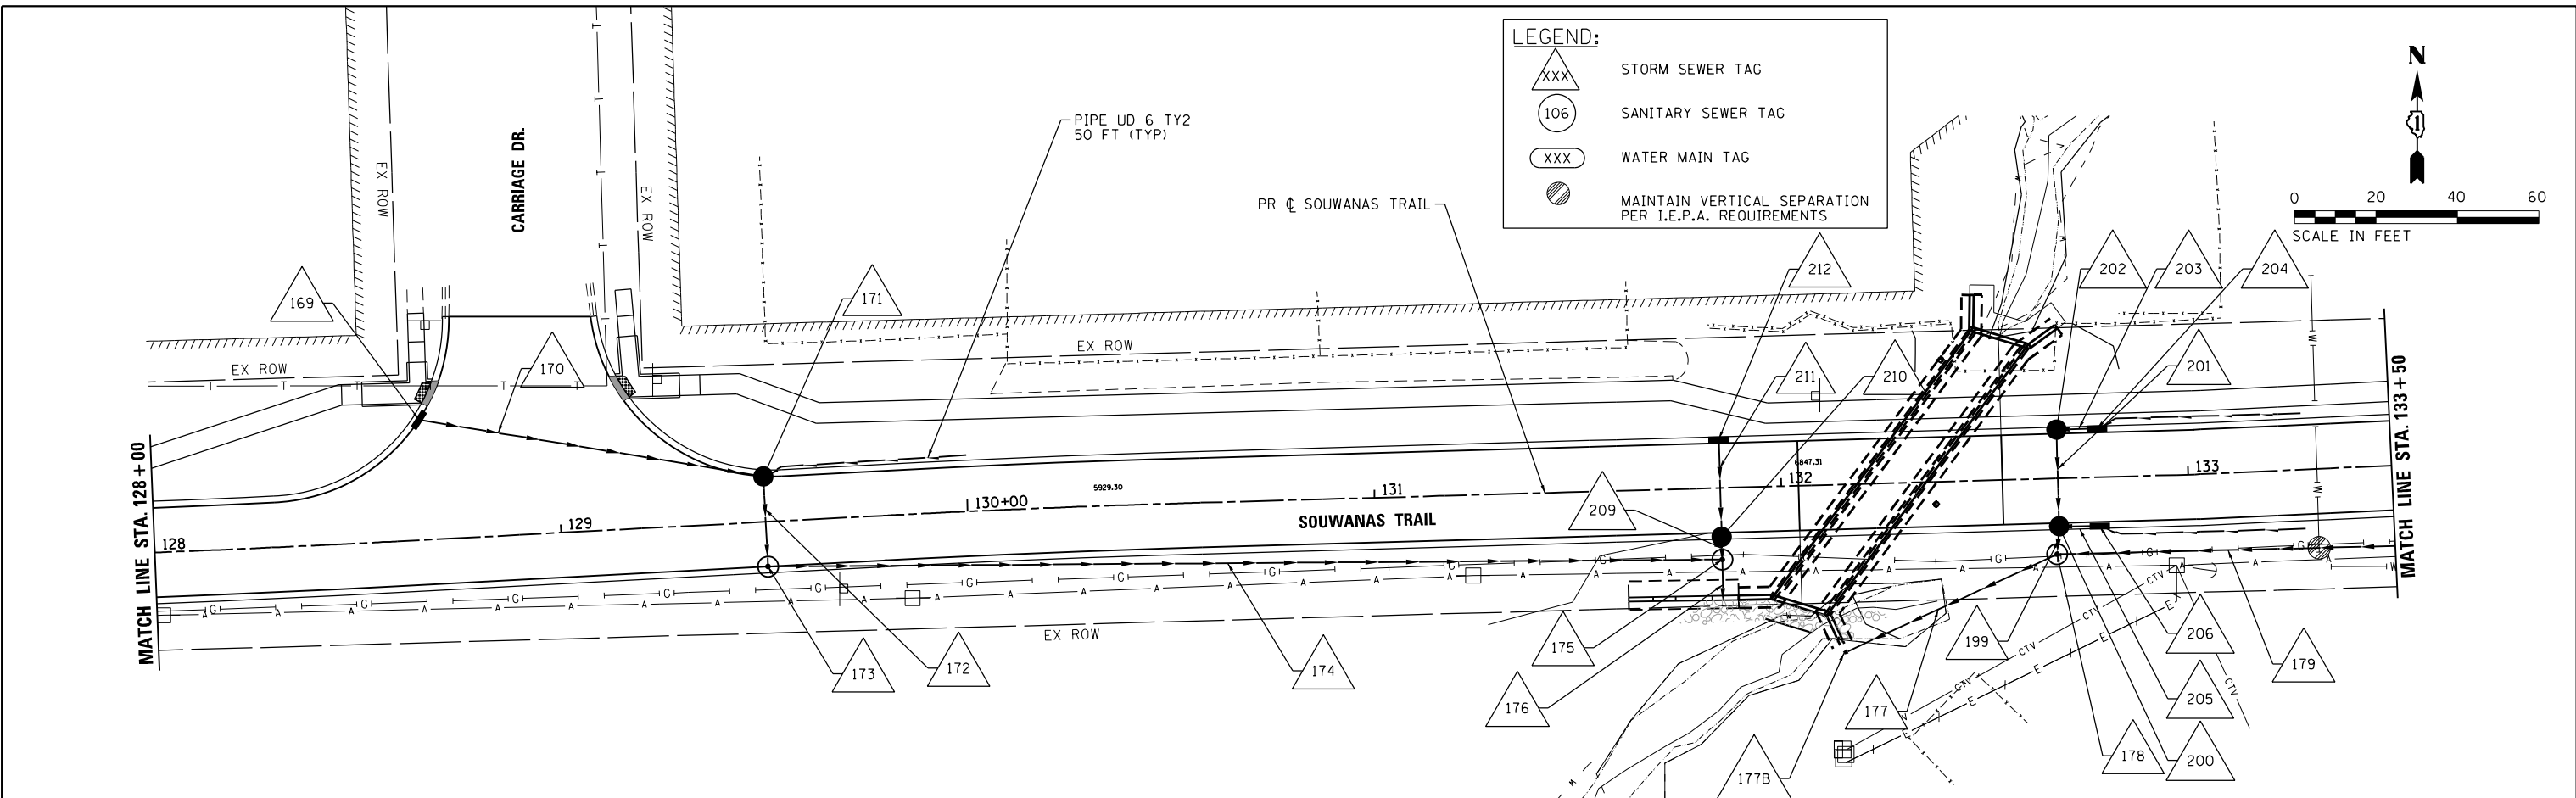 LEGEND:
XXX STORM SEWER TAG
106 SANITARY SEWER TAG
XXX WATER MAIN TAG
MAINTAIN VERTICAL SEPARATION
PER I.E.P.A. REQUIREMENTS
N
0 20 40 60
SCALE IN FEET
CARRIAGE DR.
EX ROW
EX ROW
PIPE UD 6 TY2
50 FT (TYP)
PR ℄ SOUWANAS TRAIL
169
170
171
212
202
203
204
211
210
201
EX ROW
EX ROW
MATCH LINE STA. 128+00
MATCH LINE STA. 133+50
128
129
130+00
5929.30
131
6847.31
132
133
SOUWANAS TRAIL
209
EX ROW
173
172
174
175
176
177
177B
199
178
200
205
206
179
T T T T
T T T T
G G G G G G G G G G G G
A A A A A A A A A A A A A A A A
W W W
CTV CTV CTV CTV
E E E E